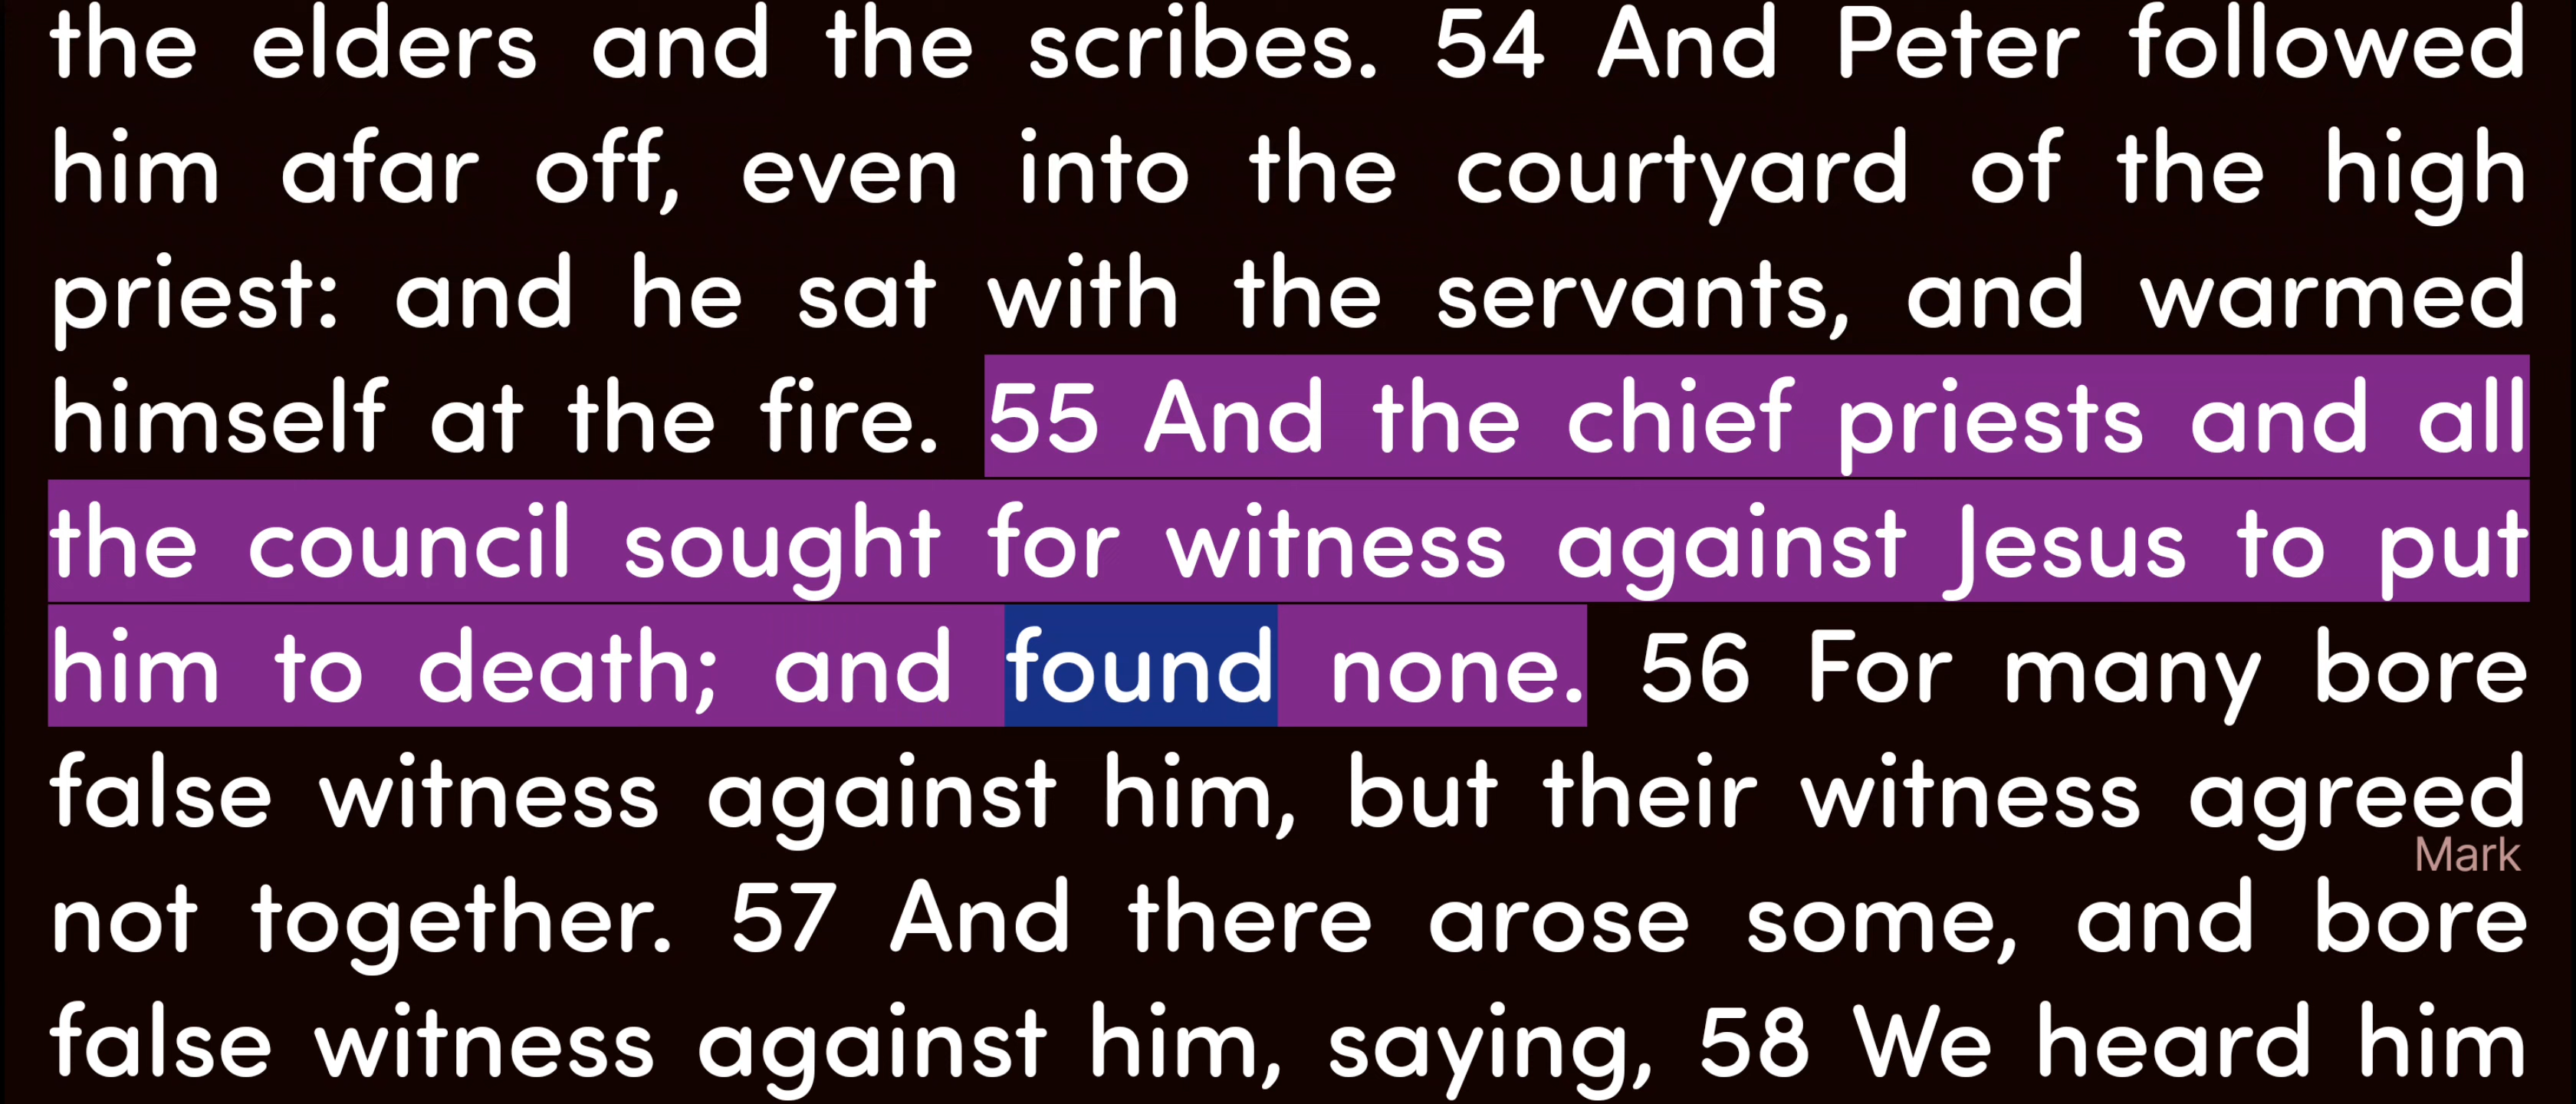 the elders and the scribes. 54 And Peter followed
him afar off, even into the courtyard of the high
priest: and he sat with the servants, and warmed
himself at the fire. 55 And the chief priests and all
the council sought for witness against Jesus to put
him to death; and found none. 56 For many bore
false witness against him, but their witness agreed
Mark
not together. 57 And there arose some, and bore
false witness against him, saying, 58 We heard him